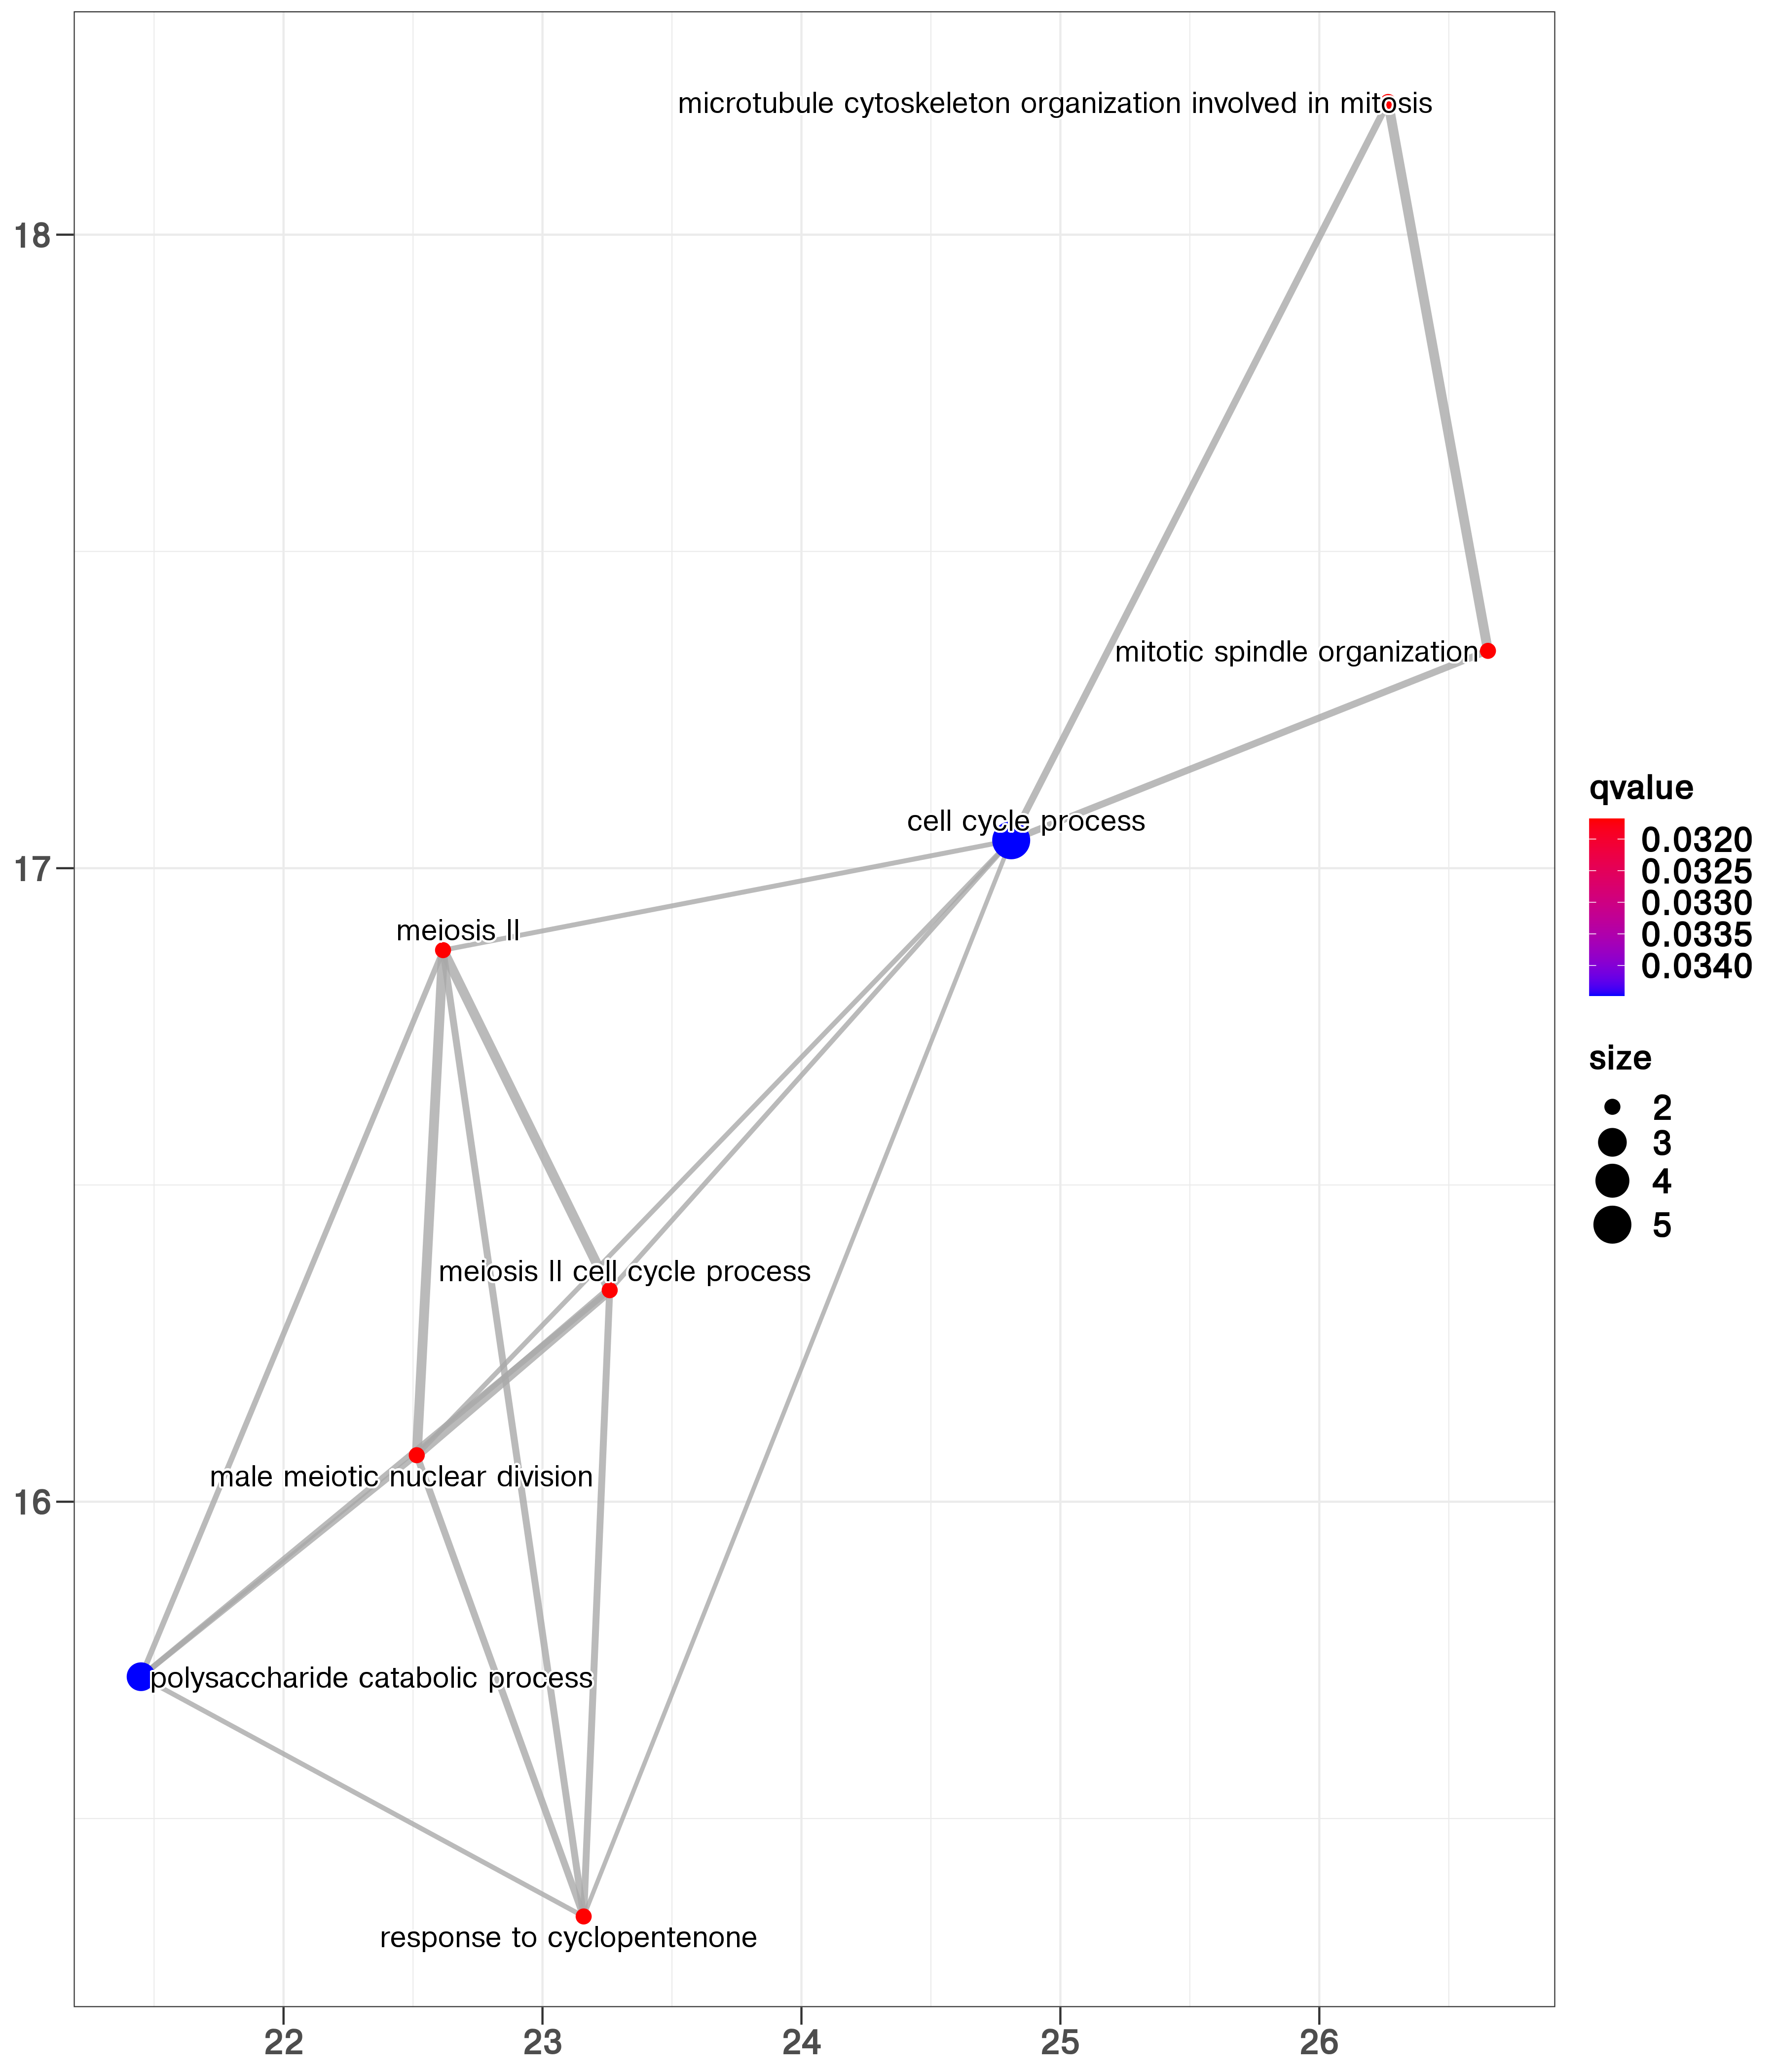 microtubule cytoskeleton organization involved in mitosis
18
mitotic spindle organization
cell cycle process
17
meiosis II
meiosis II cell cycle process
male meiotic nuclear division
16
polysaccharide catabolic process
response to cyclopentenone
22 23 24 25 26
qvalue
0.0320
0.0325
0.0330
0.0335
0.0340
size
2
3
4
5